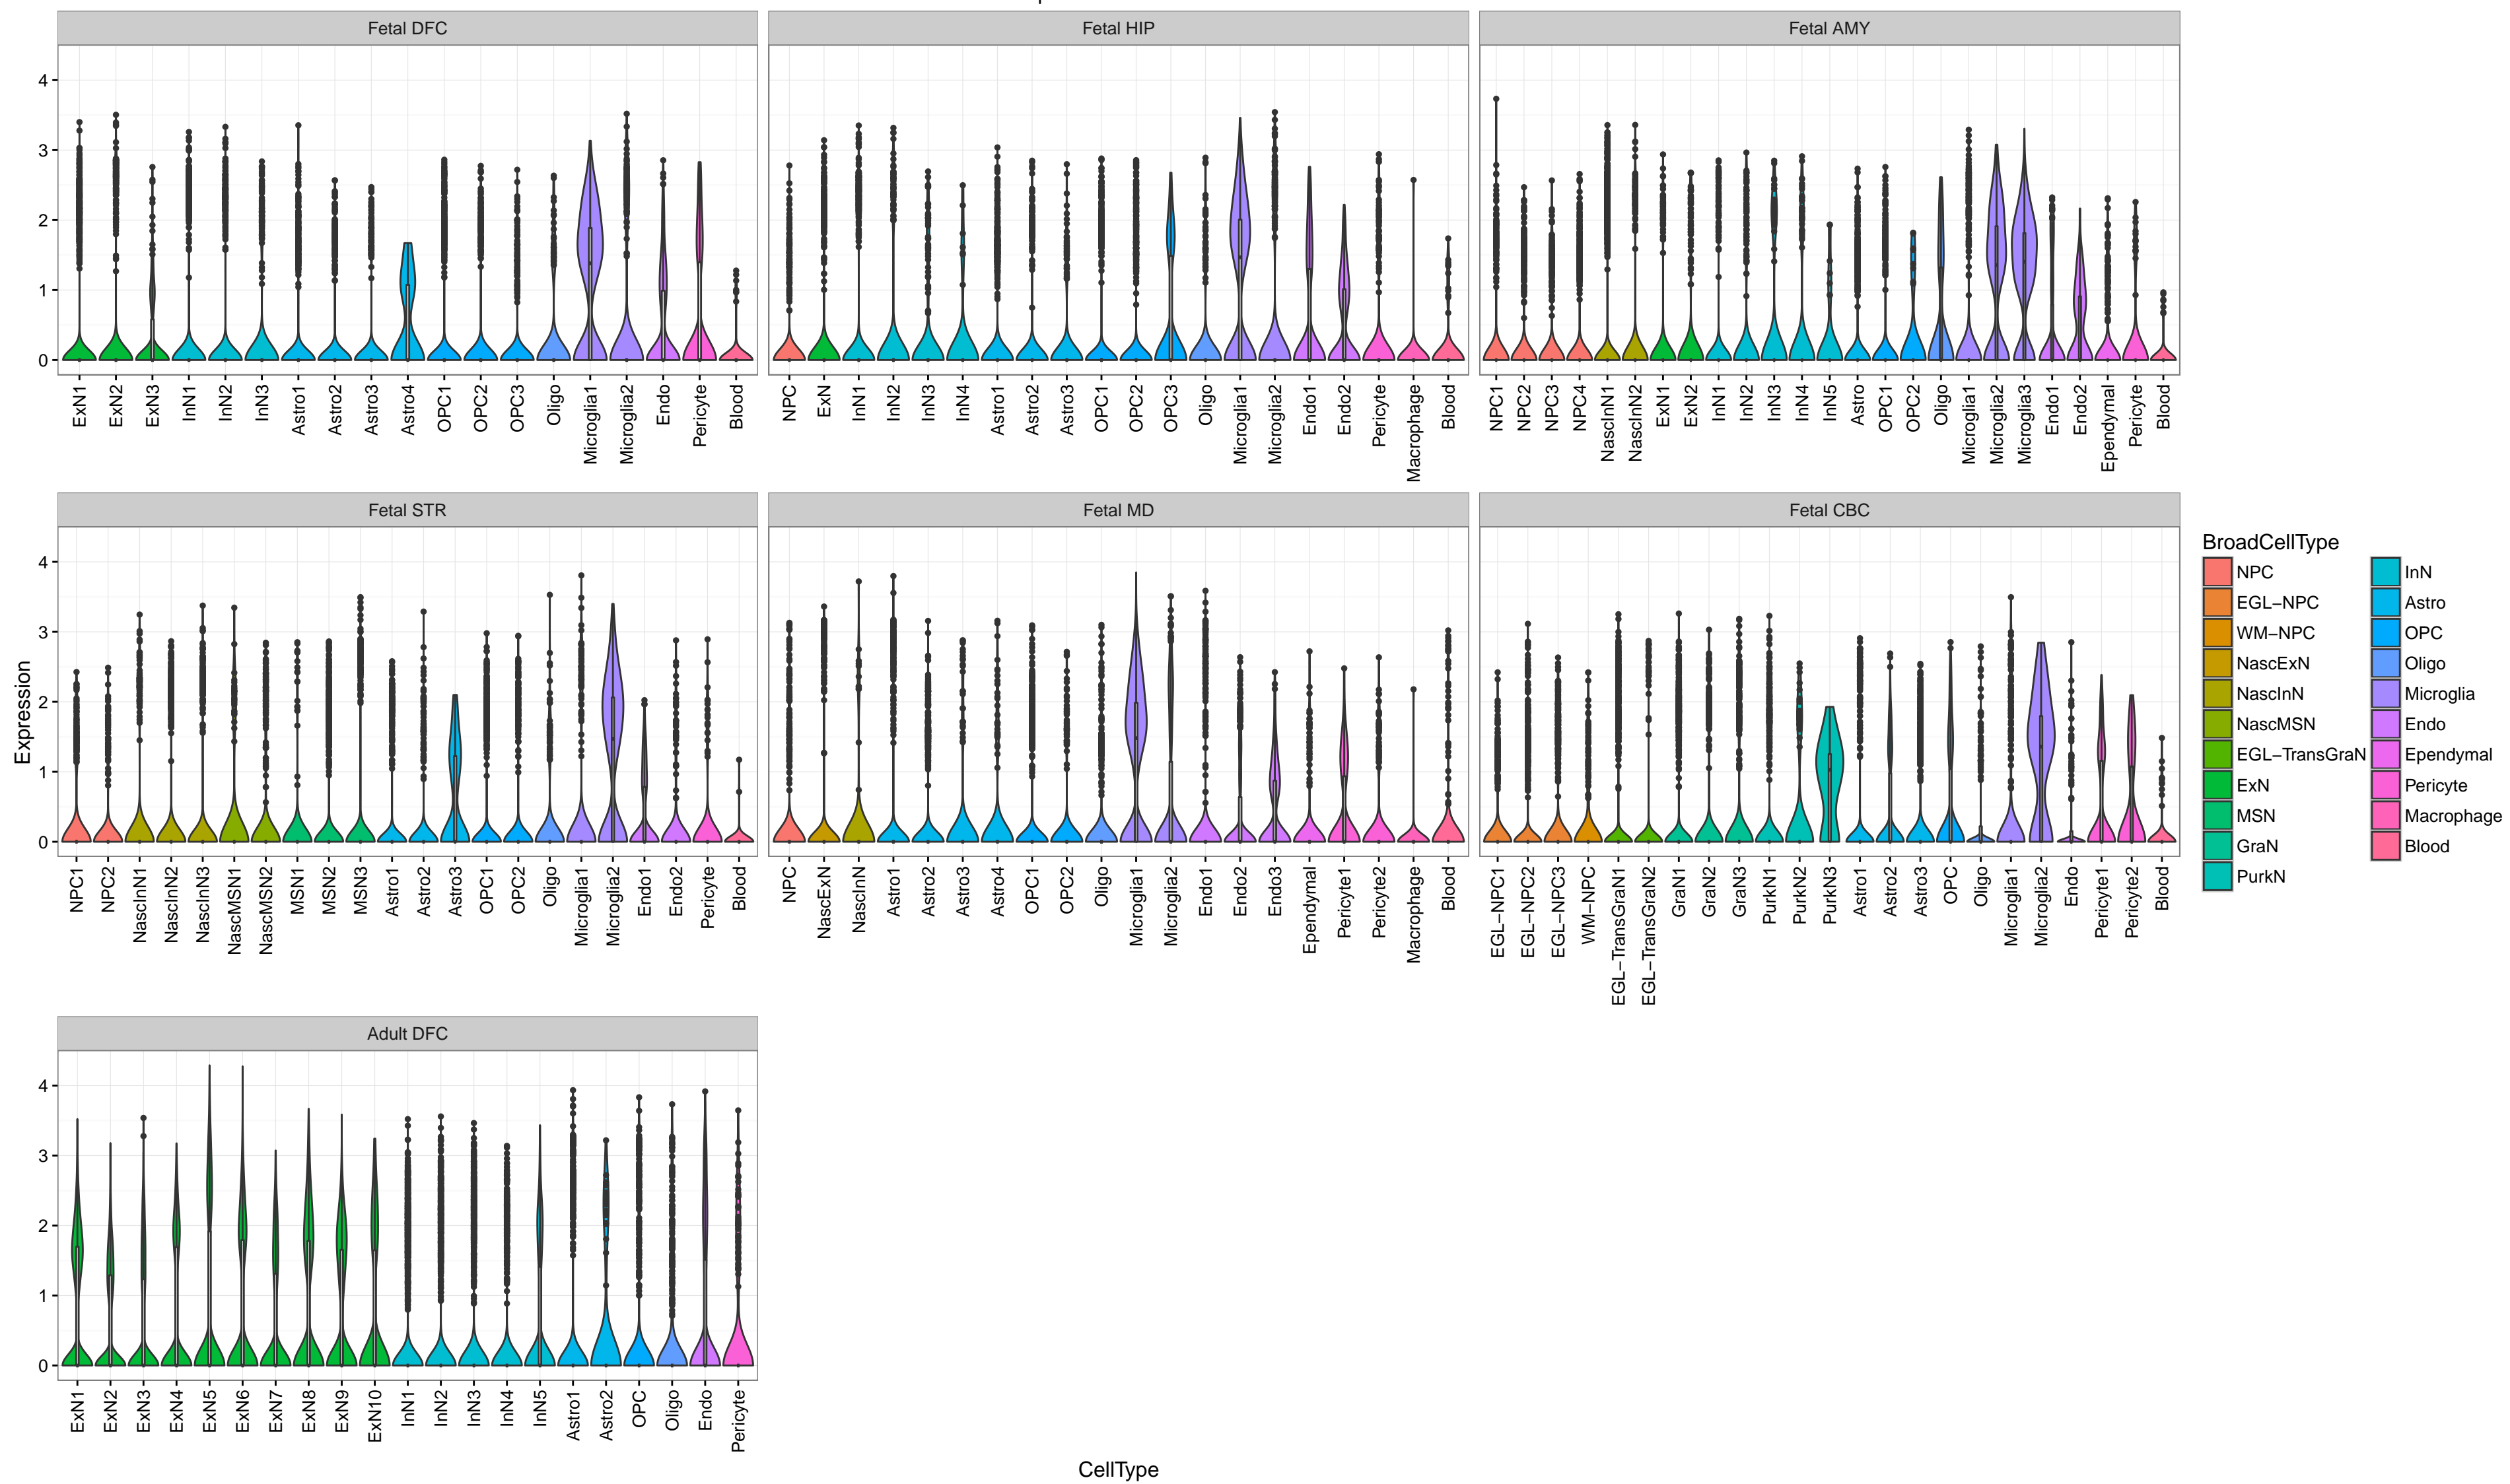 Fetal DFC
Fetal HIP
Fetal AMY
4
3
2
1
0
ExN1 ExN2 ExN3 InN1 InN2 InN3 Astro1 Astro2 Astro3 Astro4 OPC1 OPC2 OPC3 Oligo Microglia1 Microglia2 Endo Pericyte Blood
NPC ExN InN1 InN2 InN3 InN4 Astro1 Astro2 Astro3 OPC1 OPC2 OPC3 Oligo Microglia1 Microglia2 Endo1 Endo2 Pericyte Macrophage Blood
NPC1 NPC2 NPC3 NPC4 NascInN1 NascInN2 ExN1 ExN2 InN1 InN2 InN3 InN4 InN5 Astro OPC1 OPC2 Oligo Microglia1 Microglia2 Microglia3 Endo1 Endo2 Ependymal Pericyte Blood
Fetal STR
Fetal MD
Fetal CBC
Expression
4
3
2
1
0
NPC1 NPC2 NascInN1 NascInN2 NascInN3 NascMSN1 NascMSN2 MSN1 MSN2 MSN3 Astro1 Astro2 Astro3 OPC1 OPC2 Oligo Microglia1 Microglia2 Endo1 Endo2 Pericyte Blood
NPC NascExN NascInN Astro1 Astro2 Astro3 Astro4 OPC1 OPC2 Oligo Microglia1 Microglia2 Endo1 Endo2 Endo3 Ependymal Pericyte1 Pericyte2 Macrophage Blood
EGL−NPC1 EGL−NPC2 EGL−NPC3 WM−NPC EGL−TransGraN1 EGL−TransGraN2 GraN1 GraN2 GraN3 PurkN1 PurkN2 PurkN3 Astro1 Astro2 Astro3 OPC Oligo Microglia1 Microglia2 Endo Pericyte1 Pericyte2 Blood
BroadCellType
NPC
EGL−NPC
WM−NPC
NascExN
NascInN
NascMSN
EGL−TransGraN
ExN
MSN
GraN
PurkN
InN
Astro
OPC
Oligo
Microglia
Endo
Ependymal
Pericyte
Macrophage
Blood
Adult DFC
4
3
2
1
0
ExN1 ExN2 ExN3 ExN4 ExN5 ExN6 ExN7 ExN8 ExN9 ExN10 InN1 InN2 InN3 InN4 InN5 Astro1 Astro2 OPC Oligo Endo Pericyte
CellType